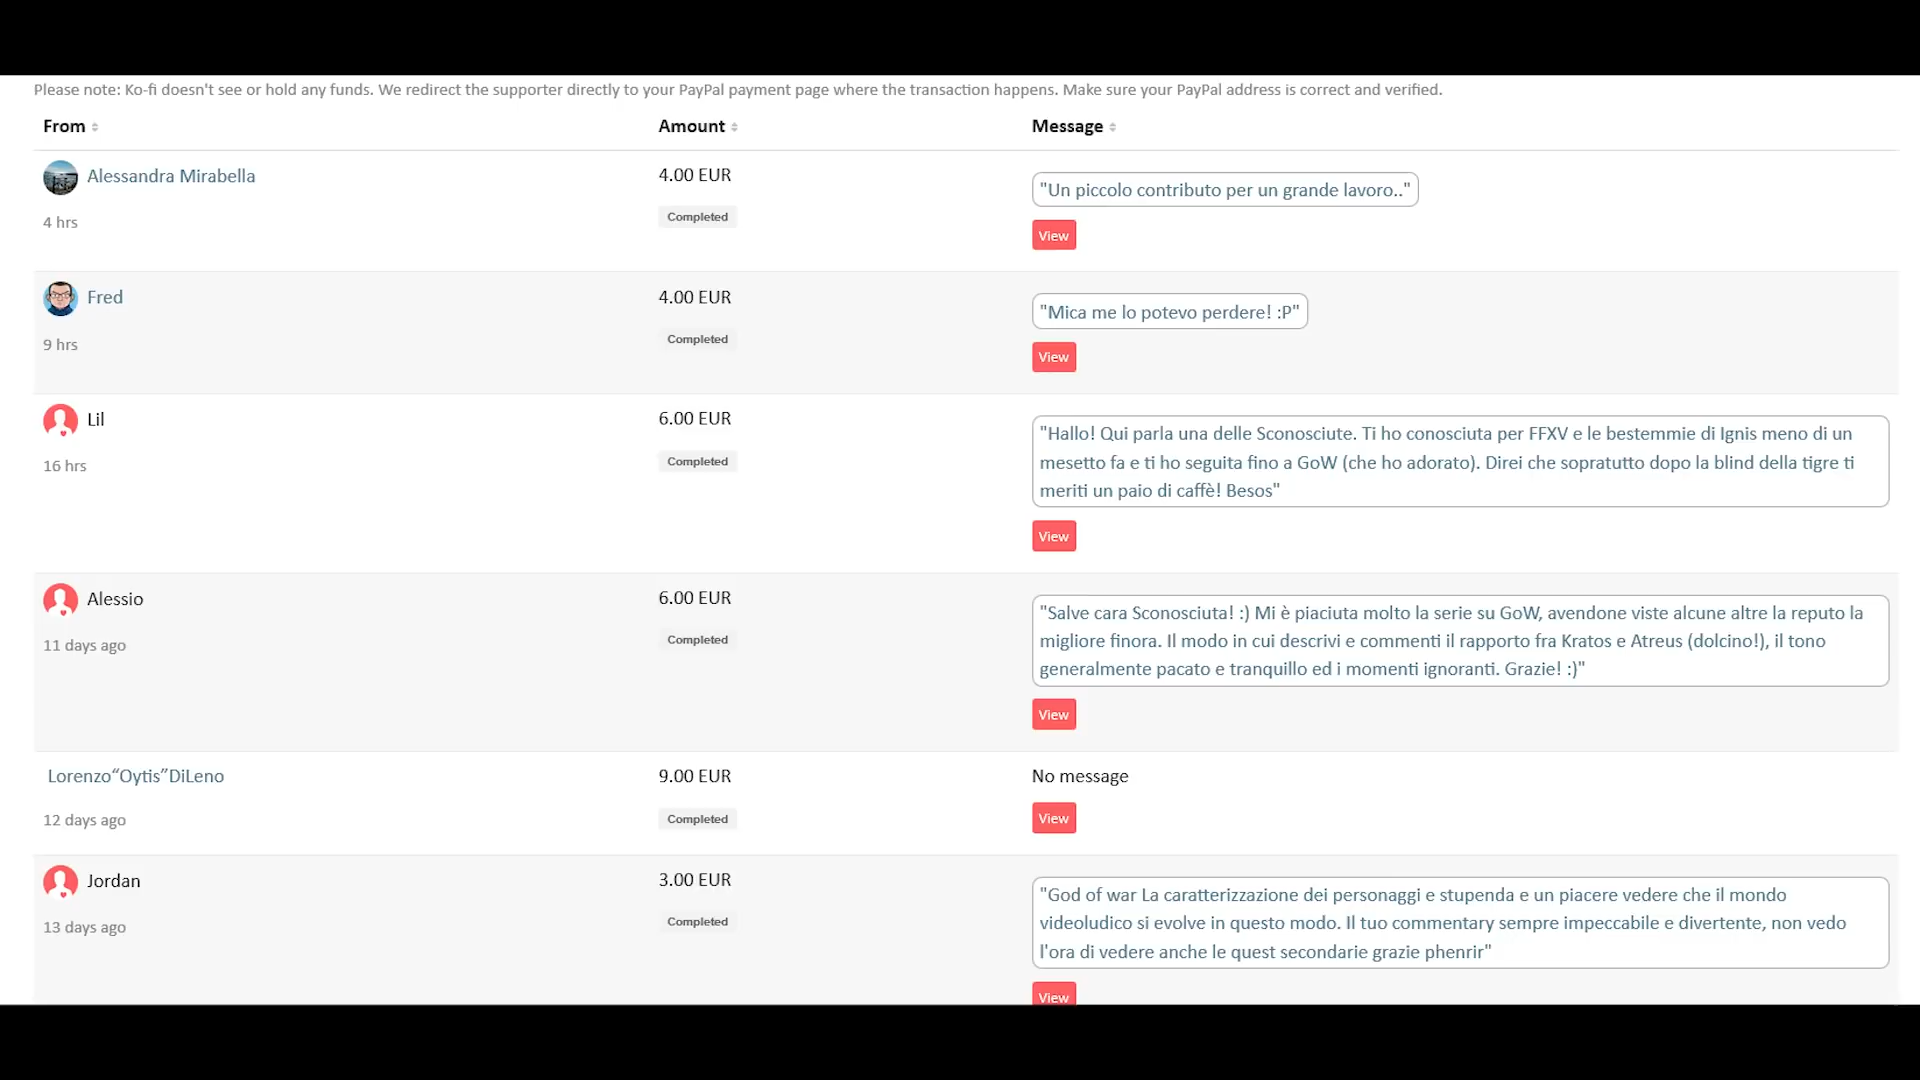 Please note: Ko-fi doesn't see or hold any funds. We redirect the supporter directly to your PayPal payment page where the transaction happens. Make sure your PayPal address is correct and verified.
From Amount Message
Alessandra Mirabella 4.00 EUR
"Un piccolo contributo per un grande lavoro.."
Completed
4 hrs
View
Fred 4.00 EUR
"Mica me lo potevo perdere! :P"
Completed
9 hrs
View
Lil 6.00 EUR
"Hallo! Qui parla una delle Sconosciute. Ti ho conosciuta per FFXV e le bestemmie di Ignis meno di un
mesetto fa e ti ho seguita fino a GoW (che ho adorato). Direi che sopratutto dopo la blind della tigre ti
meriti un paio di caffè! Besos"
Completed
16 hrs
View
Alessio 6.00 EUR
"Salve cara Sconosciuta! :) Mi è piaciuta molto la serie su GoW, avendone viste alcune altre la reputo la
migliore finora. Il modo in cui descrivi e commenti il rapporto fra Kratos e Atreus (dolcino!), il tono
generalmente pacato e tranquillo ed i momenti ignoranti. Grazie! :)"
Completed
11 days ago
View
Lorenzo“Oytis”DiLeno 9.00 EUR No message
Completed
12 days ago
View
Jordan 3.00 EUR
"God of war La caratterizzazione dei personaggi e stupenda e un piacere vedere che il mondo
videoludico si evolve in questo modo. Il tuo commentary sempre impeccabile e divertente, non vedo
l'ora di vedere anche le quest secondarie grazie phenrir"
Completed
13 days ago
View